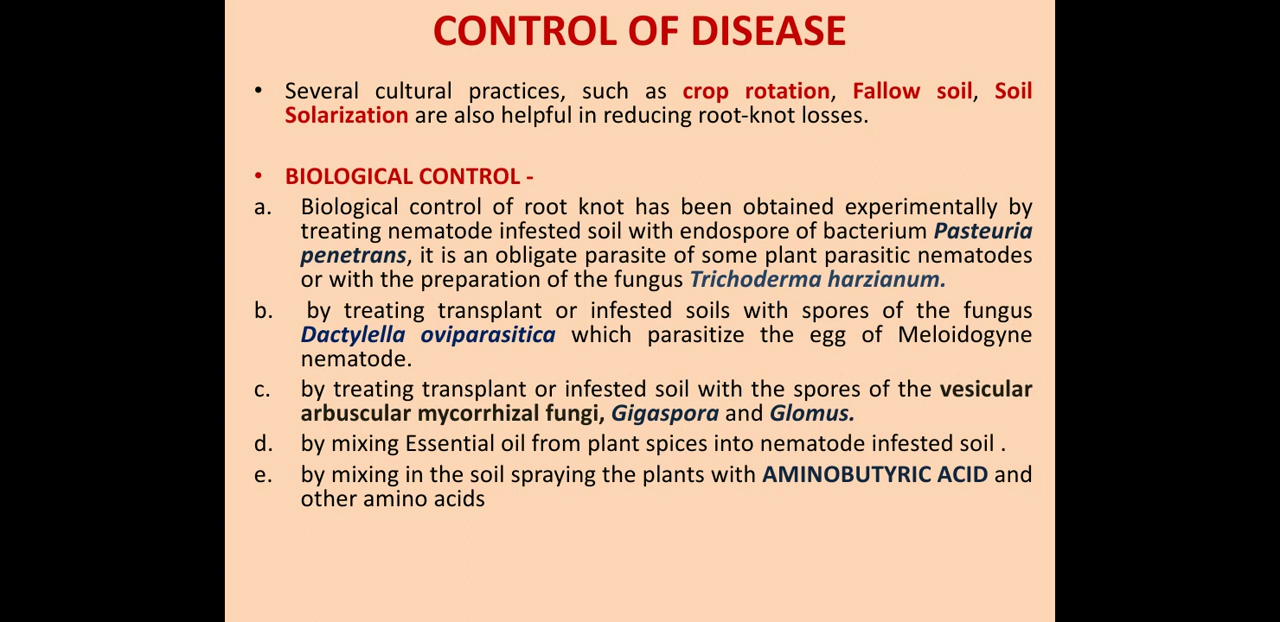 CONTROL OF DISEASE
• Several cultural practices, such as crop rotation, Fallow soil, Soil
Solarization are also helpful in reducing root-knot losses.
• BIOLOGICAL CONTROL -
a. Biological control of root knot has been obtained experimentally by
treating nematode infested soil with endospore of bacterium Pasteuria
penetrans, it is an obligate parasite of some plant parasitic nematodes
or with the preparation of the fungus Trichoderma harzianum.
b. by treating transplant or infested soils with spores of the fungus
Dactylella oviparasitica which parasitize the egg of Meloidogyne
nematode.
c. by treating transplant or infested soil with the spores of the vesicular
arbuscular mycorrhizal fungi, Gigaspora and Glomus.
d. by mixing Essential oil from plant spices into nematode infested soil .
e. by mixing in the soil spraying the plants with AMINOBUTYRIC ACID and
other amino acids